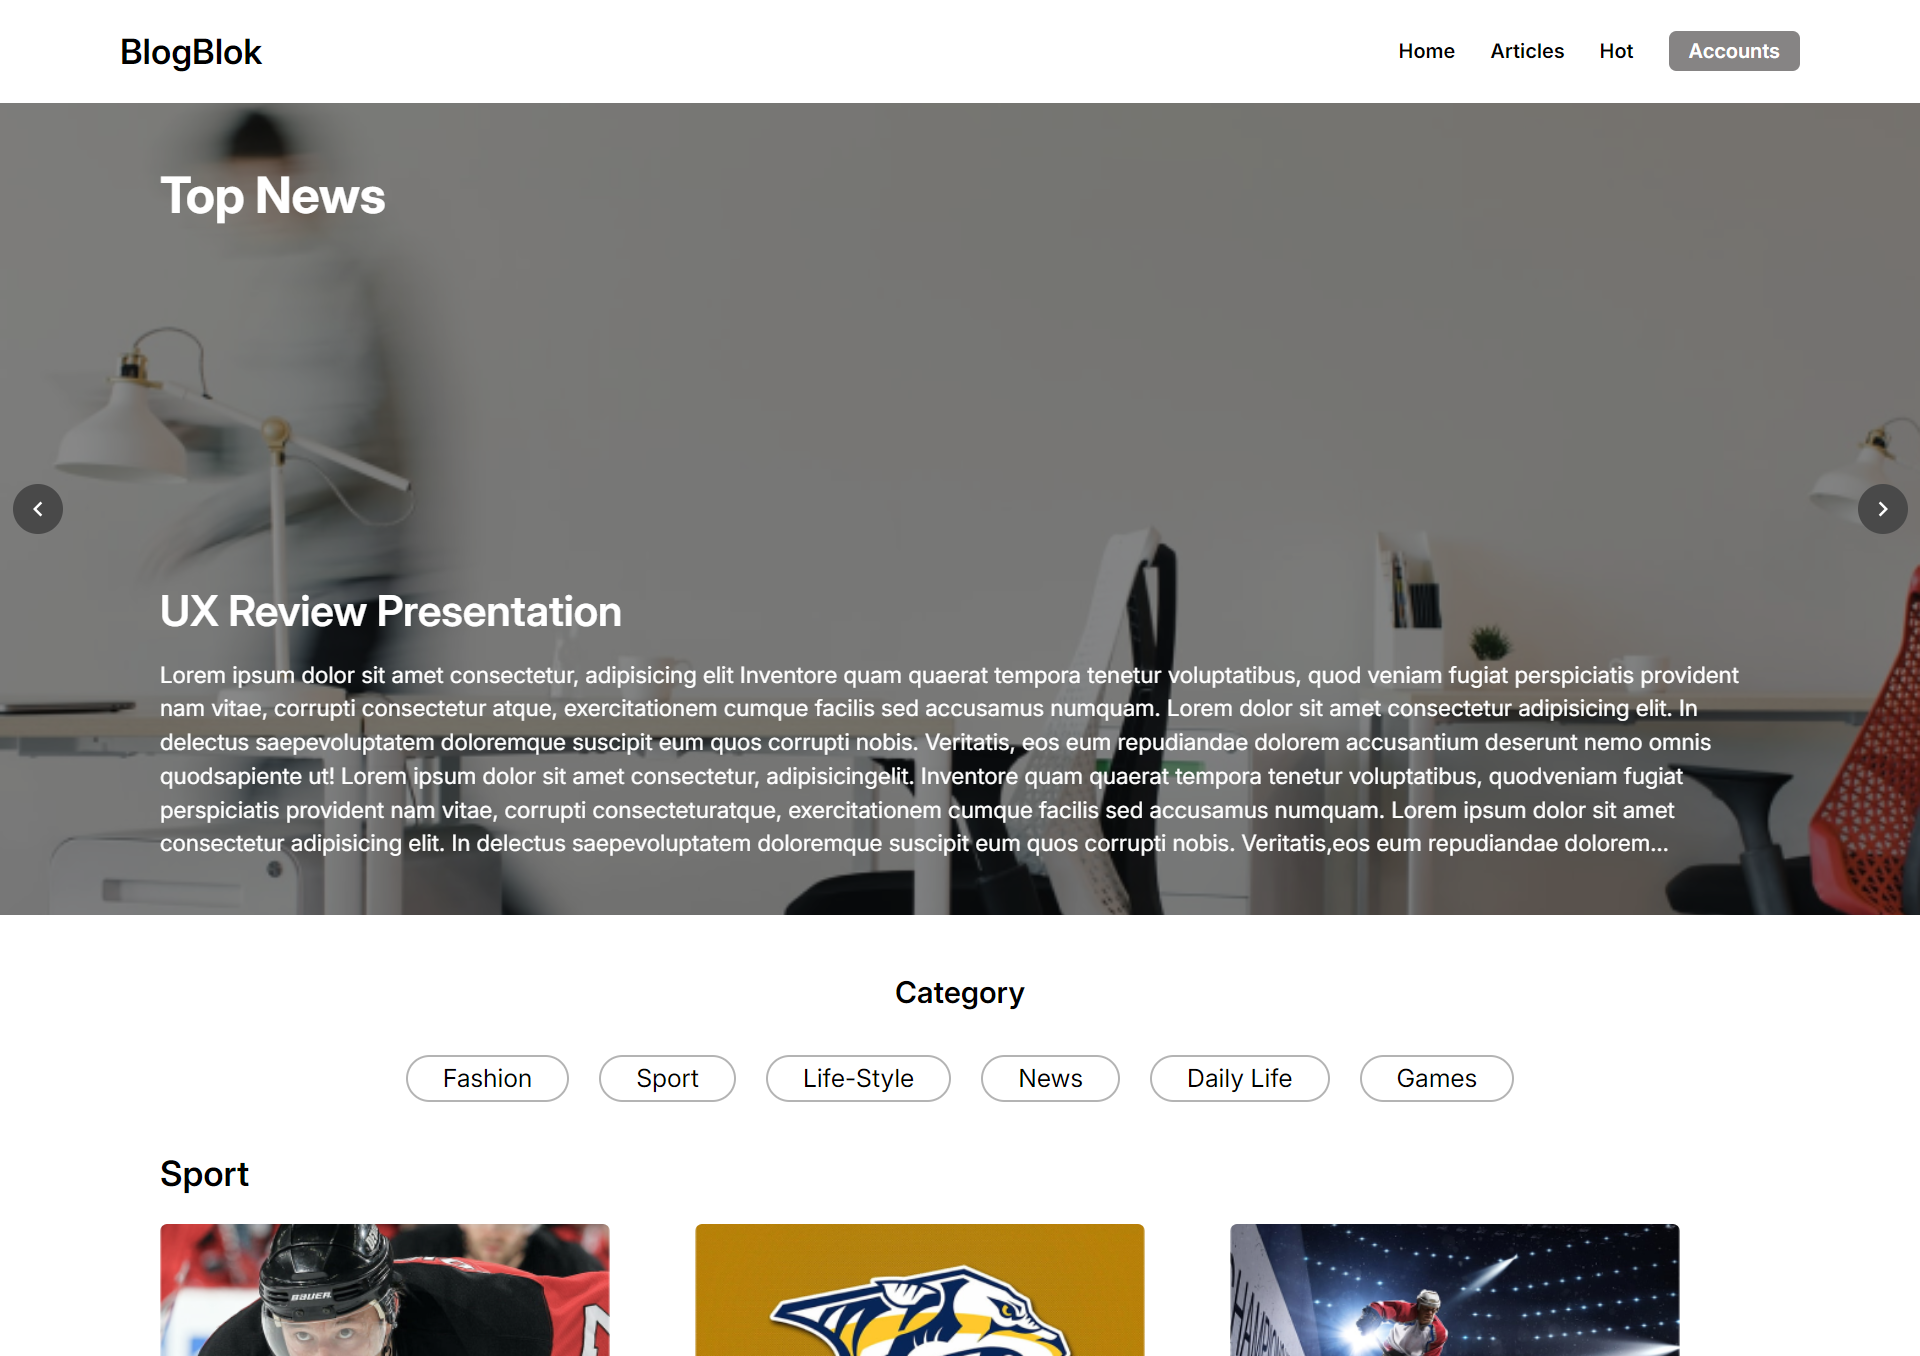 BlogBlok
Home Articles Hot Accounts
Top News
UX Review Presentation
Lorem ipsum dolor sit amet consectetur, adipisicing elit Inventore quam quaerat tempora tenetur voluptatibus, quod veniam fugiat perspiciatis provident
nam vitae, corrupti consectetur atque, exercitationem cumque facilis sed accusamus numquam. Lorem dolor sit amet consectetur adipisicing elit. In
delectus saepevoluptatem doloremque suscipit eum quos corrupti nobis. Veritatis, eos eum repudiandae dolorem accusantium deserunt nemo omnis
quodsapiente ut! Lorem ipsum dolor sit amet consectetur, adipisicingelit. Inventore quam quaerat tempora tenetur voluptatibus, quodveniam fugiat
perspiciatis provident nam vitae, corrupti consecteturatque, exercitationem cumque facilis sed accusamus numquam. Lorem ipsum dolor sit amet
consectetur adipisicing elit. In delectus saepevoluptatem doloremque suscipit eum quos corrupti nobis. Veritatis,eos eum repudiandae dolorem...
Category
Fashion Sport Life-Style News Daily Life Games
Sport
BAUER